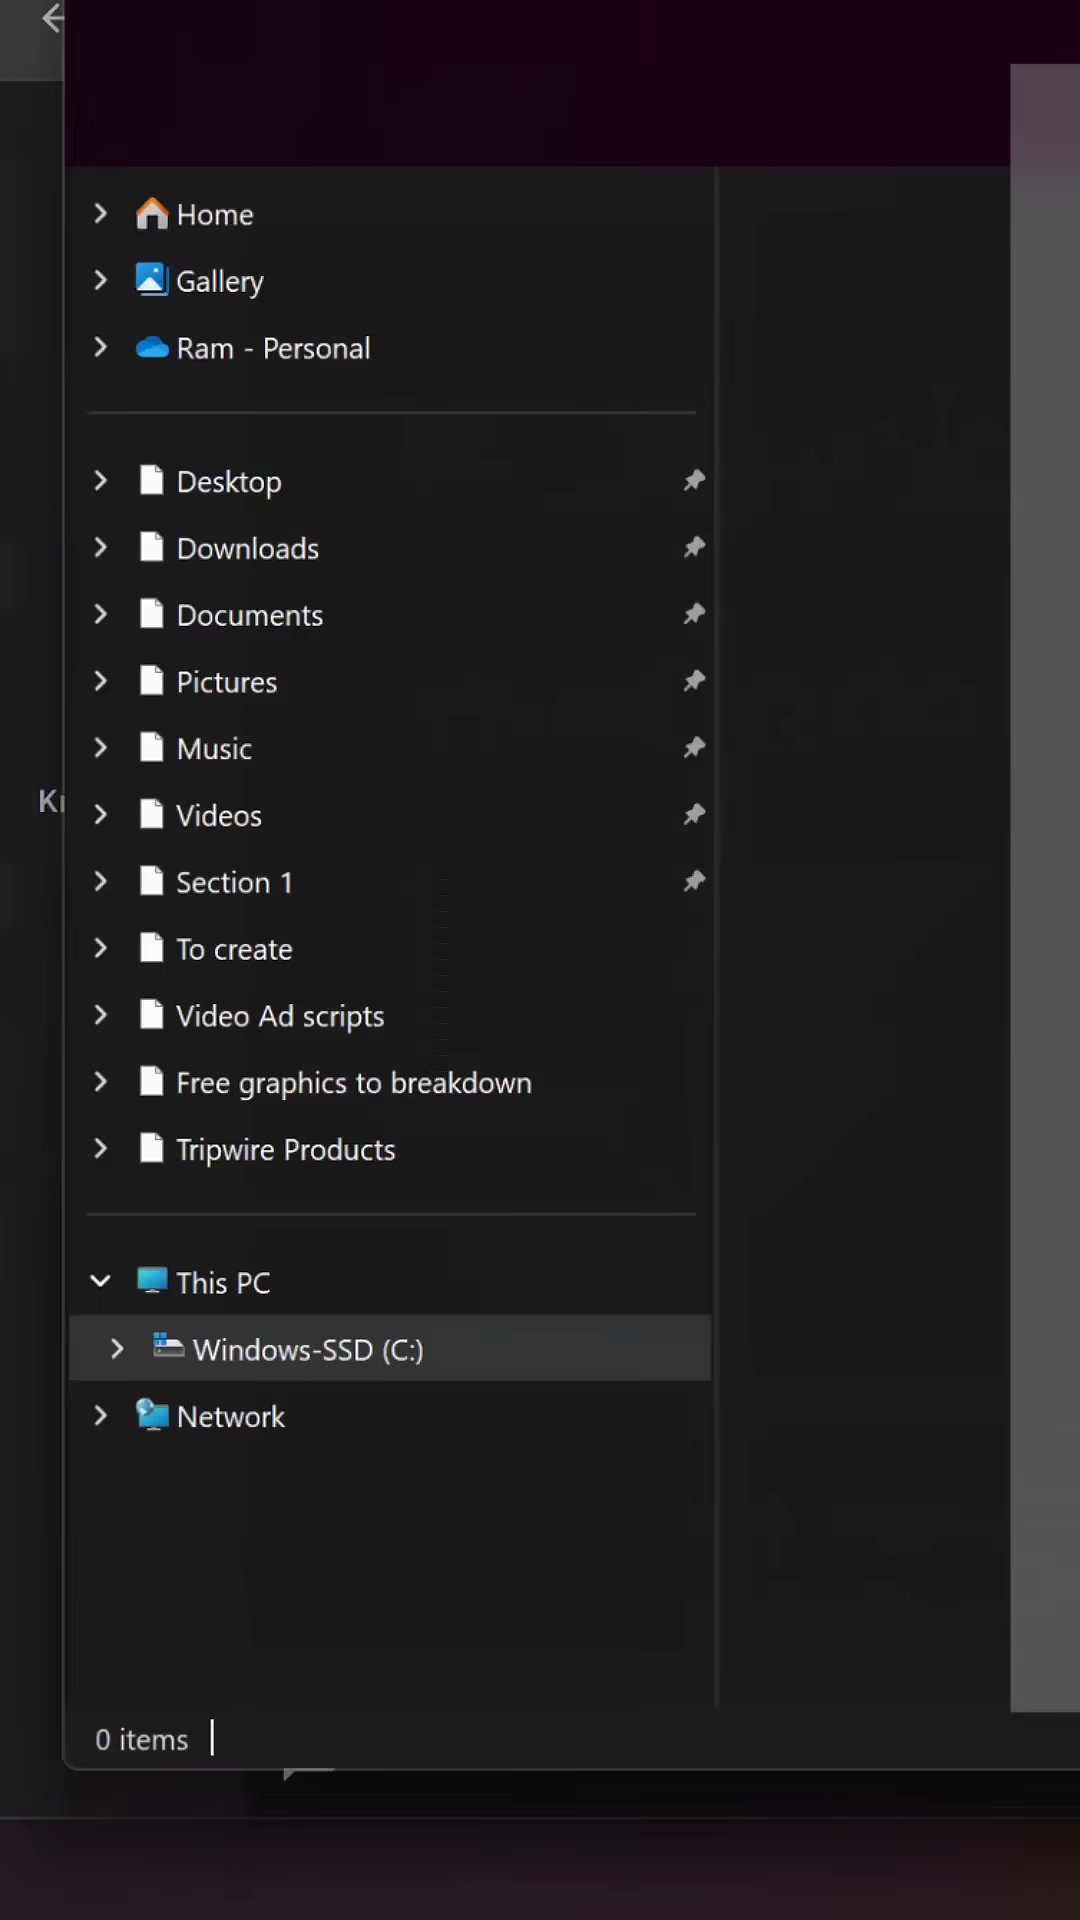 Home
Gallery
Ram - Personal
Desktop
Downloads
Documents
Pictures
Music
Videos
Section 1
To create
Video Ad scripts
Free graphics to breakdown
Tripwire Products
This PC
Windows-SSD (C:)
Network
0 items